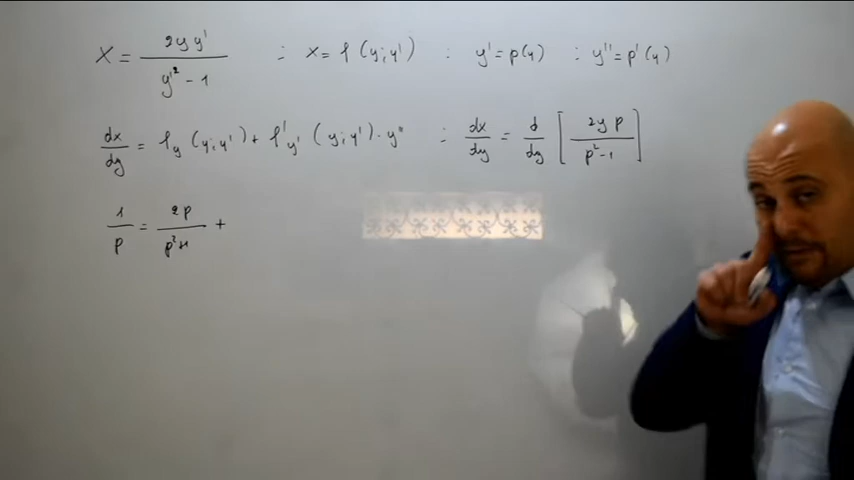 x = 2yy' / y'² - 1 : x = f (y; y') : y' = p(y) : y'' = p'(y)
dx/dy = f_y (y; y') + f'_y' (y; y') · y'' : dx/dy = d/dy [ 2yp / p² - 1 ]
1/p = 2p / p² +1 +